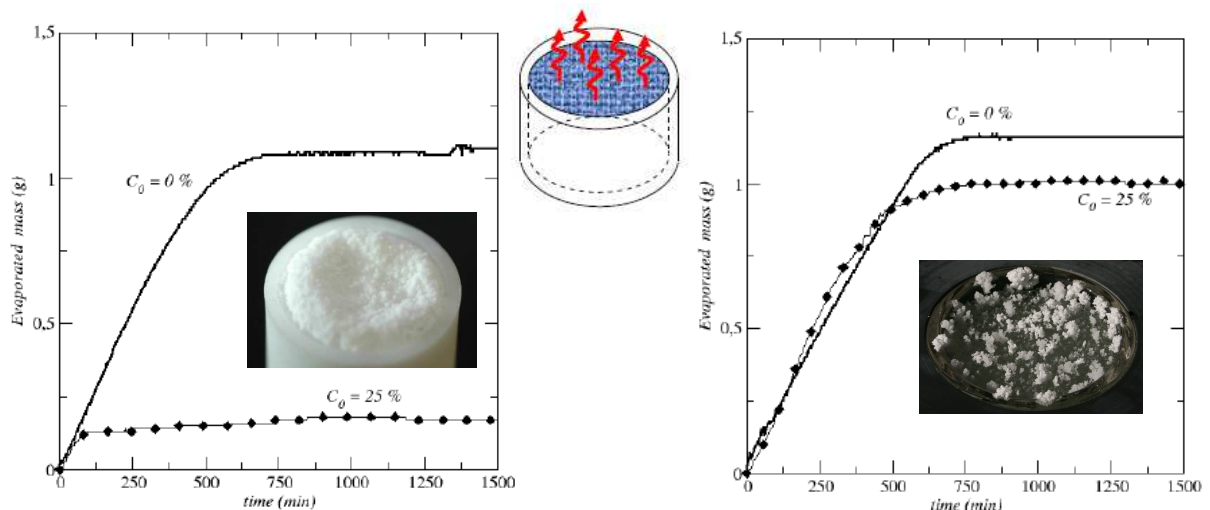 1,5
1
0,5
0
Evaporated mass (g)
C0 = 0 %
C0 = 25 %
0 250 500 750 1000 1250 1500
time (min)
1,5
1
0,5
0
Evaporated mass (g)
C0 = 0 %
C0 = 25 %
0 250 500 750 1000 1250 1500
time (min)